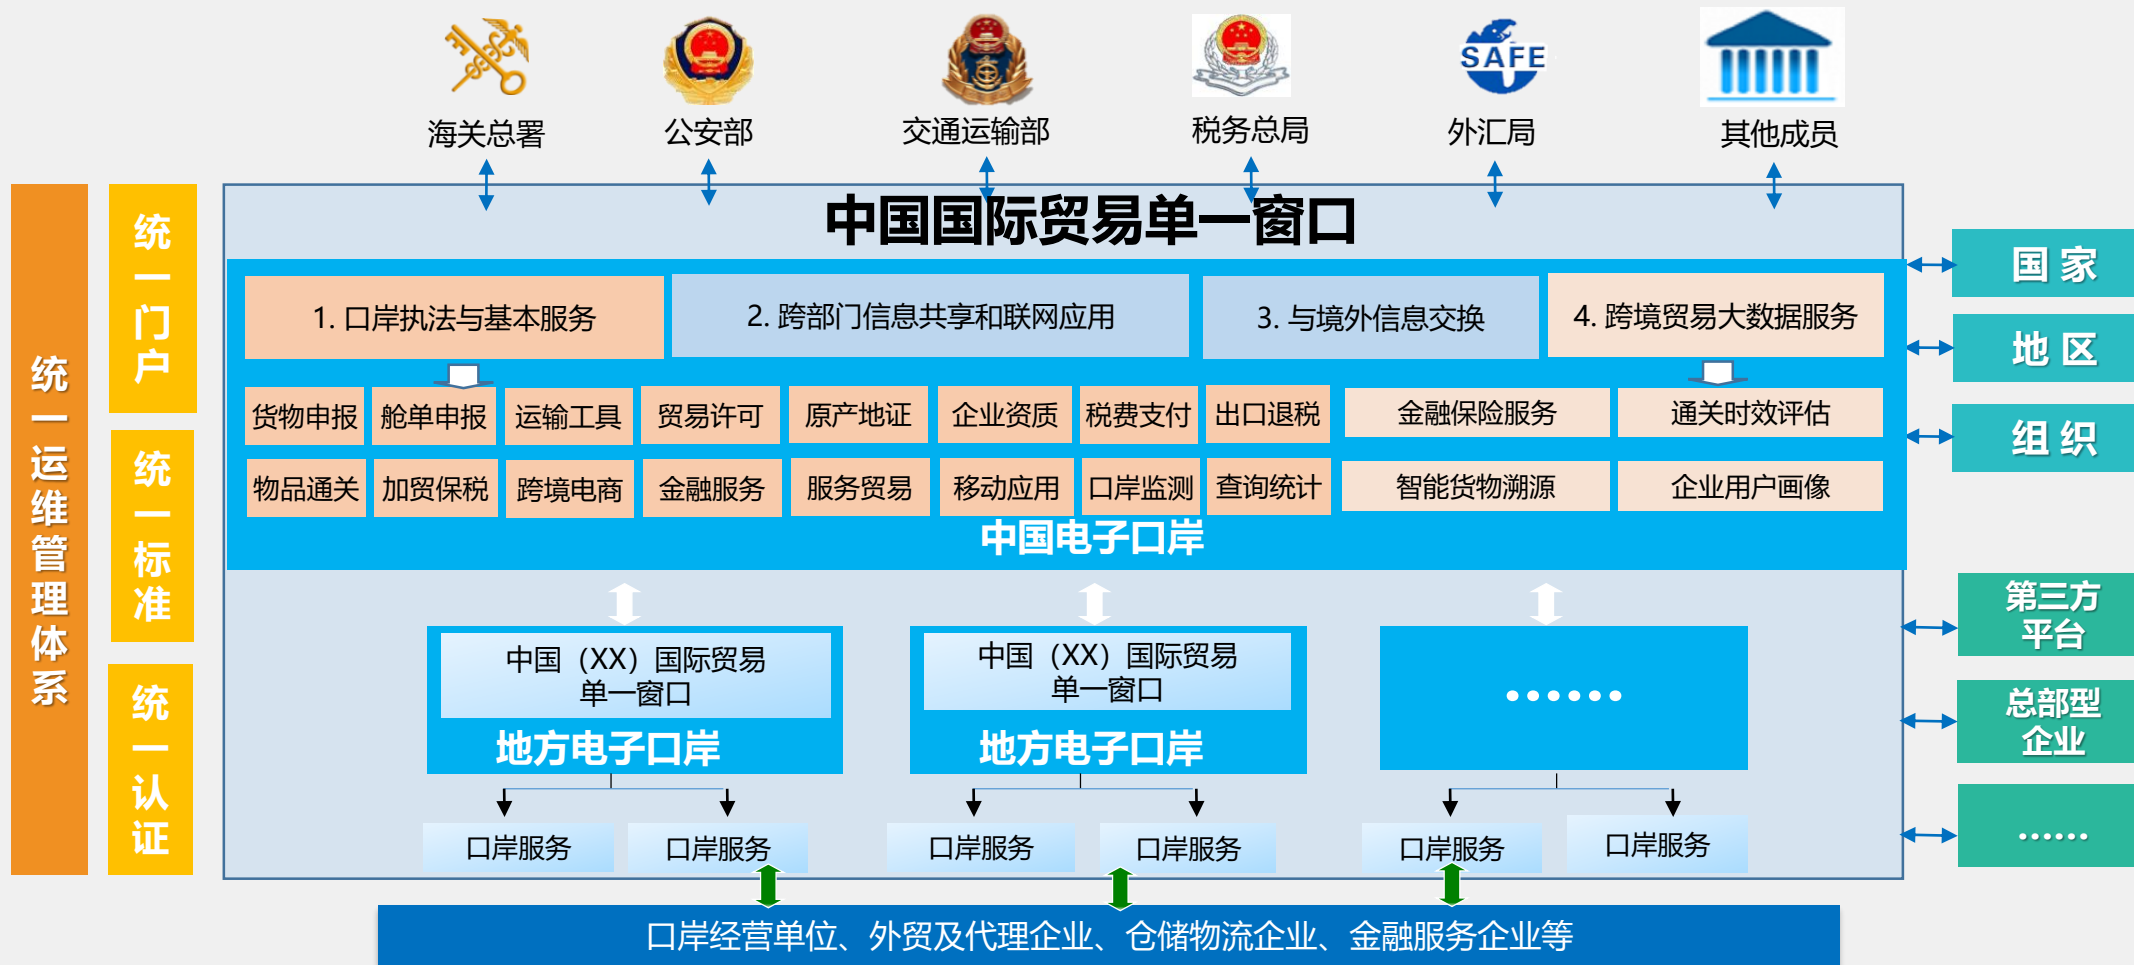 SAFE
海关总署
公安部
交通运输部
税务总局
外汇局
其他成员
统一运维管理体系
统一门户
统一标准
统一认证
中国国际贸易单一窗口
1. 口岸执法与基本服务
2. 跨部门信息共享和联网应用
3. 与境外信息交换
4. 跨境贸易大数据服务
货物申报
舱单申报
运输工具
贸易许可
原产地证
企业资质
税费支付
出口退税
金融保险服务
通关时效评估
物品通关
加贸保税
跨境电商
金融服务
服务贸易
移动应用
口岸监测
查询统计
智能货物溯源
企业用户画像
中国电子口岸
中国（XX）国际贸易
单一窗口
地方电子口岸
中国（XX）国际贸易
单一窗口
地方电子口岸
......
口岸服务
口岸服务
口岸服务
口岸服务
口岸服务
口岸服务
国 家
地 区
组 织
第三方
平台
总部型
企业
......
口岸经营单位、外贸及代理企业、仓储物流企业、金融服务企业等